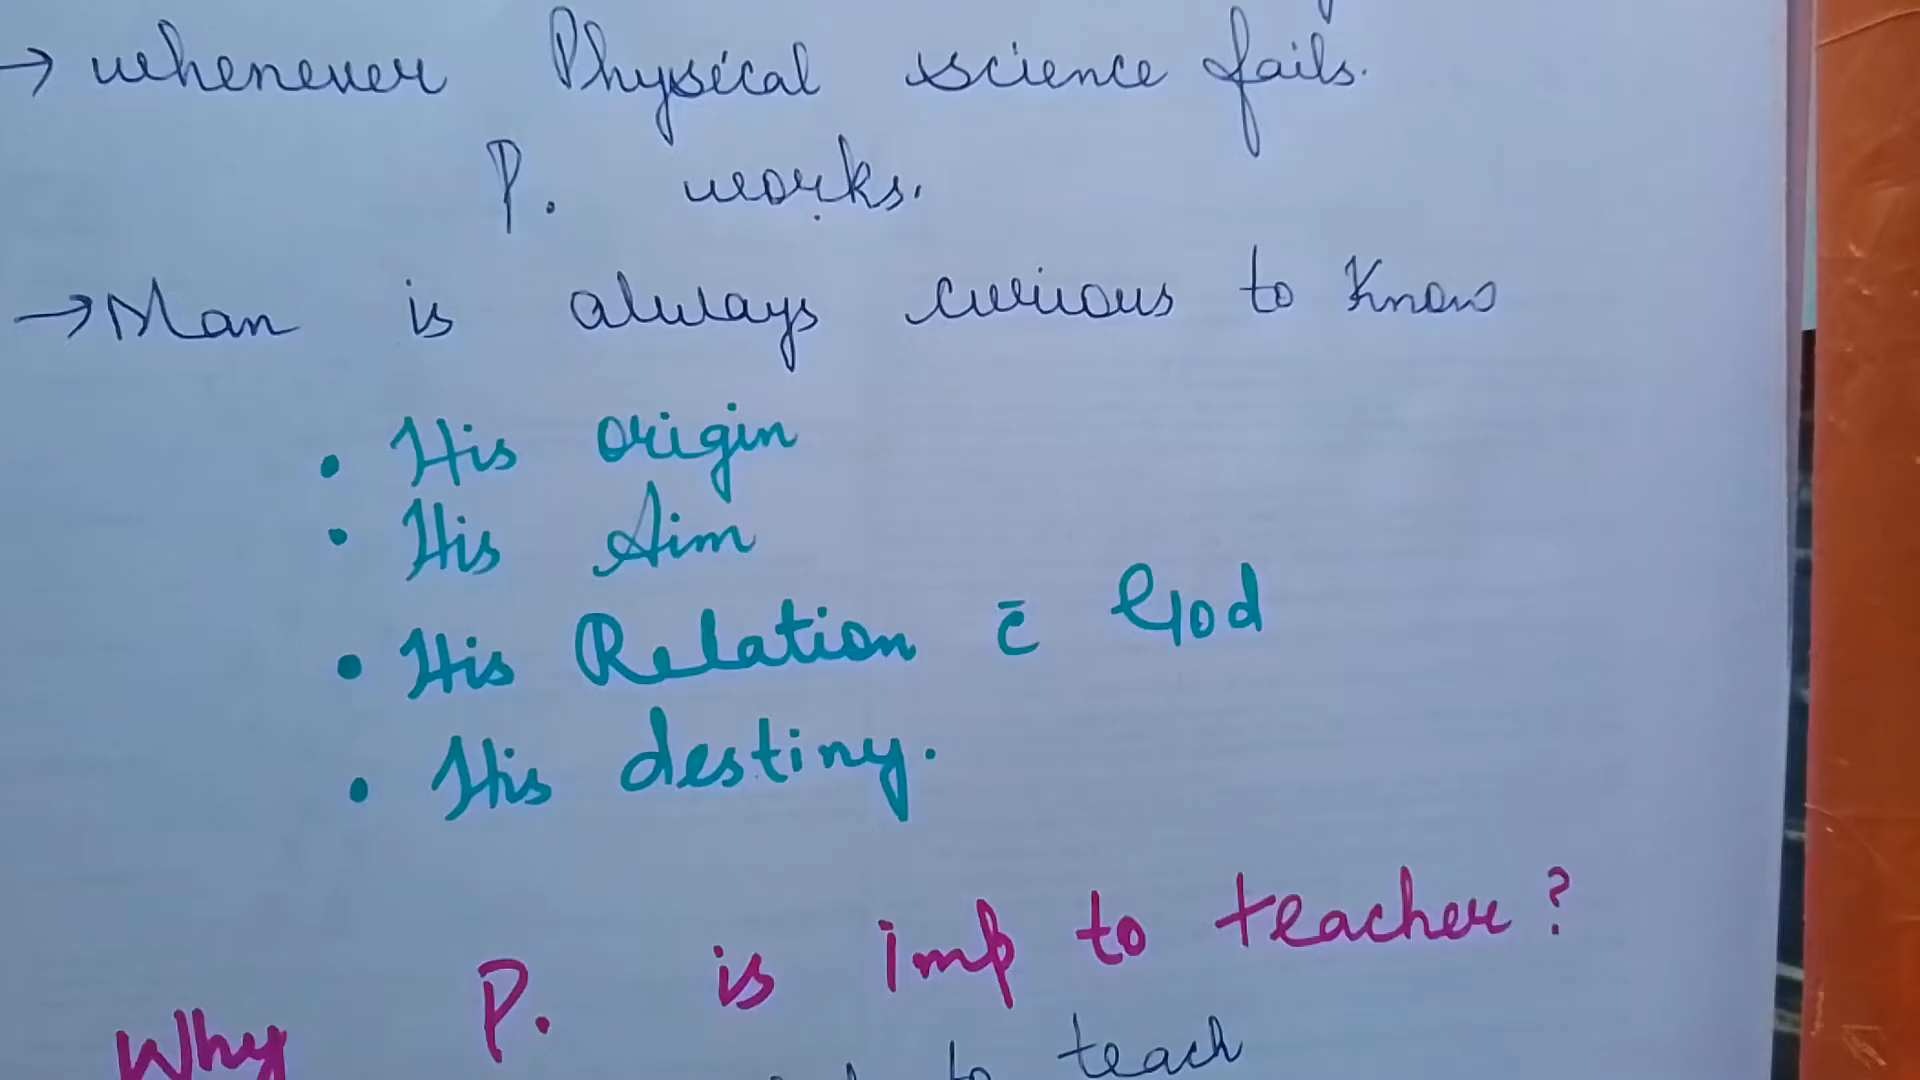 → whenever Physical science fails.
P. works.
→ Man is always curious to know
• His origin
• His Aim
• His Relation c̄ God
• His destiny.
Why P. is imp to teacher?
to teach